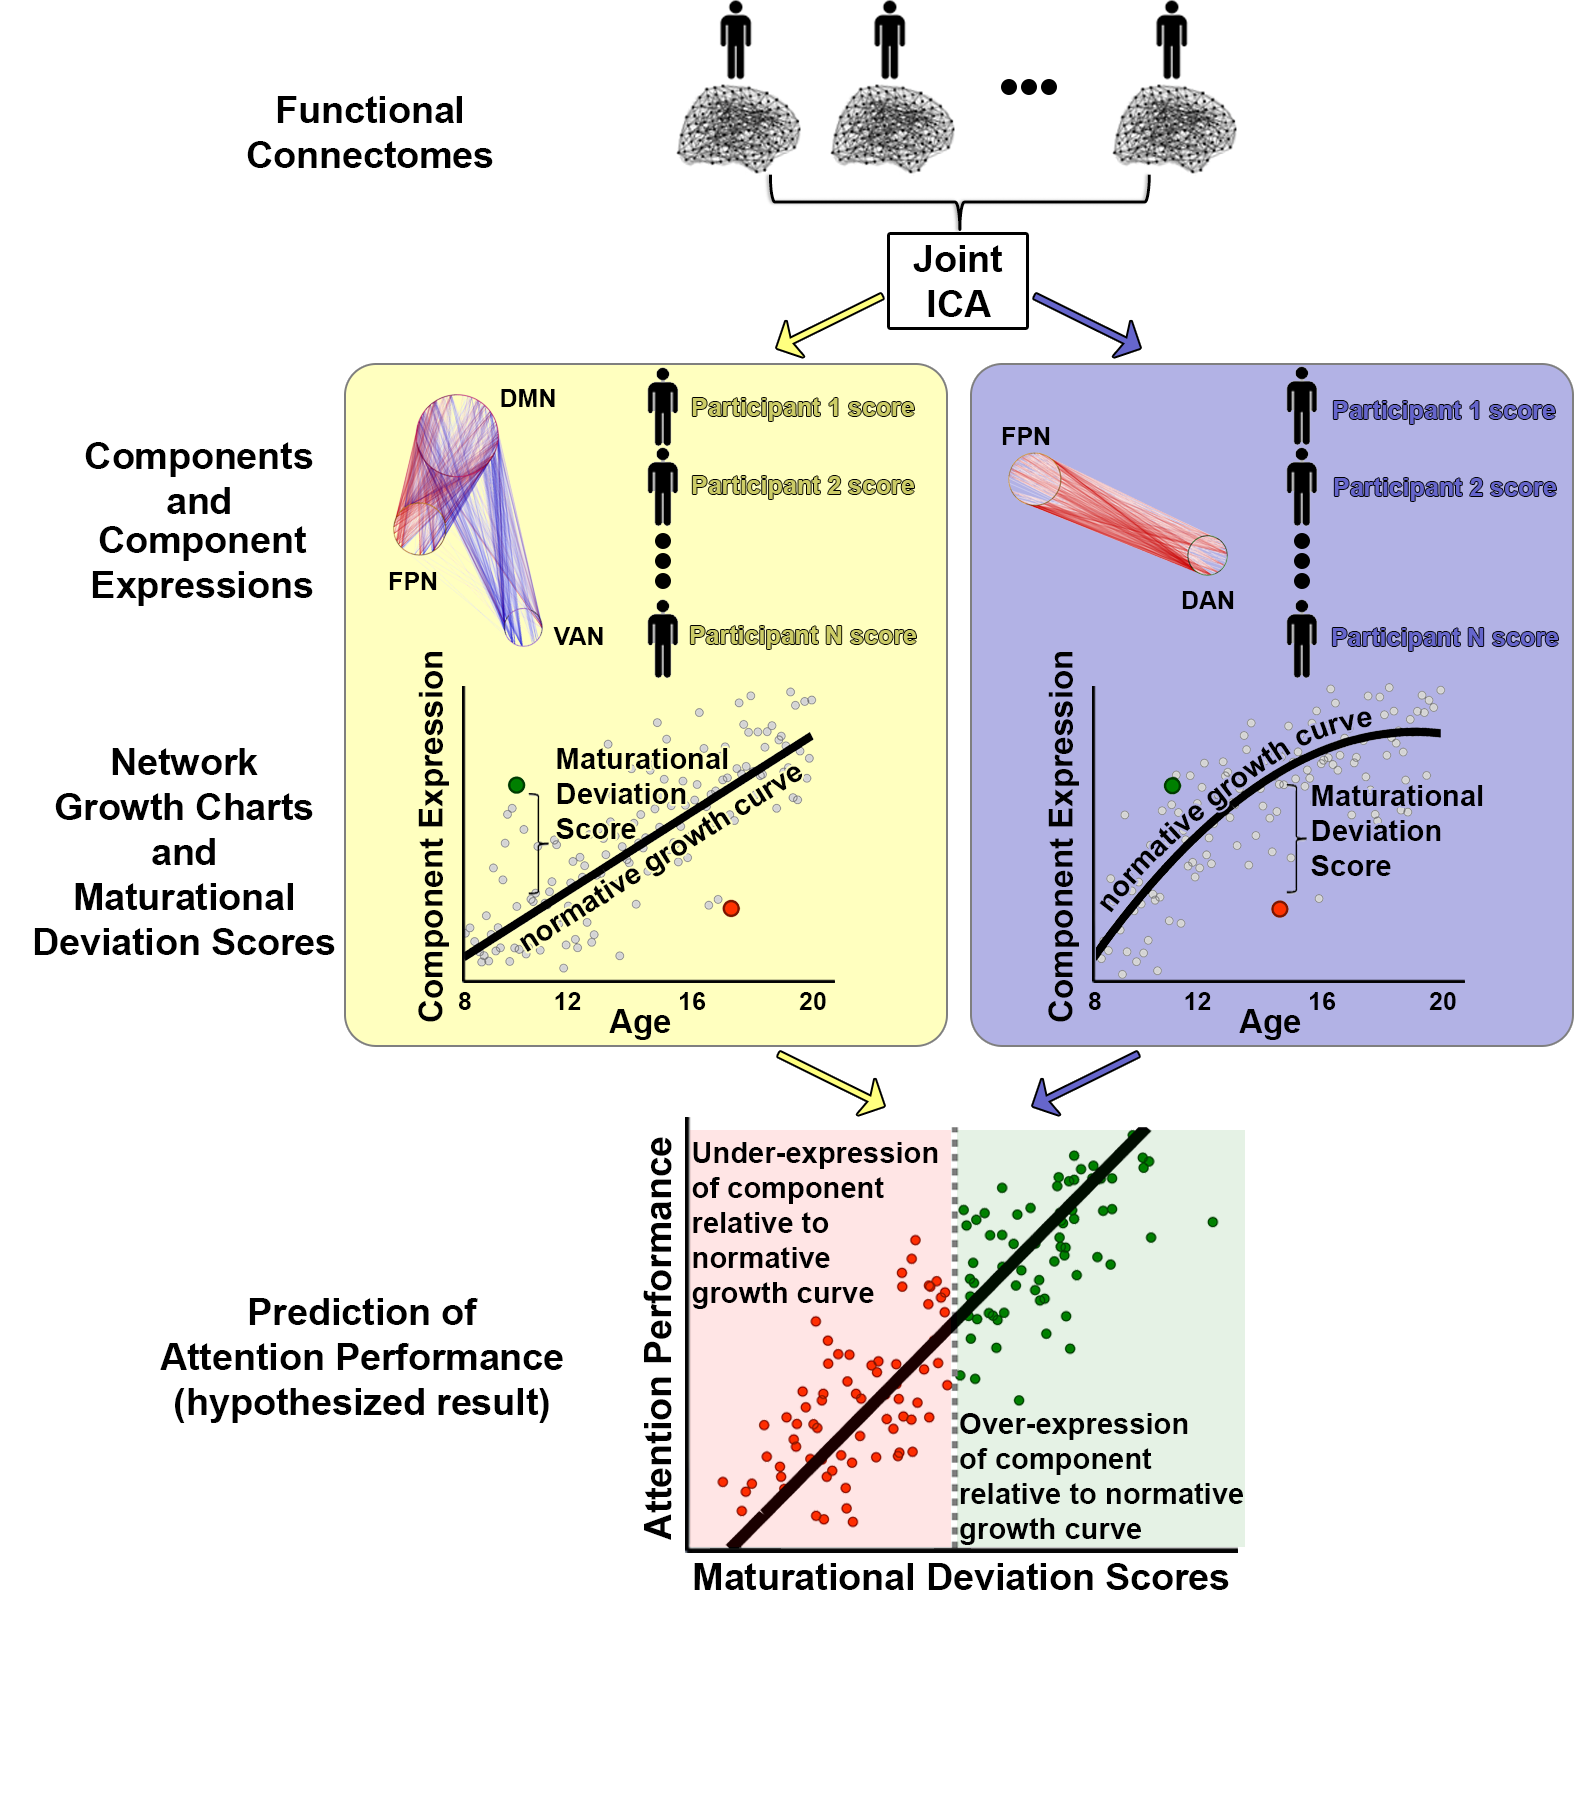 Functional
Connectomes
Joint
ICA
Components
and
Component
Expressions
DMN
FPN
VAN
Participant 1 score
Participant 2 score
Participant N score
FPN
DAN
Participant 1 score
Participant 2 score
Participant N score
Network
Growth Charts
and
Maturational
Deviation Scores
Component Expression
Maturational
Deviation
Score
normative growth curve
8 12 16 20
Age
Component Expression
normative growth curve
Maturational
Deviation
Score
8 12 16 20
Age
Prediction of
Attention Performance
(hypothesized result)
Attention Performance
Under-expression
of component
relative to
normative
growth curve
Over-expression
of component
relative to normative
growth curve
Maturational Deviation Scores